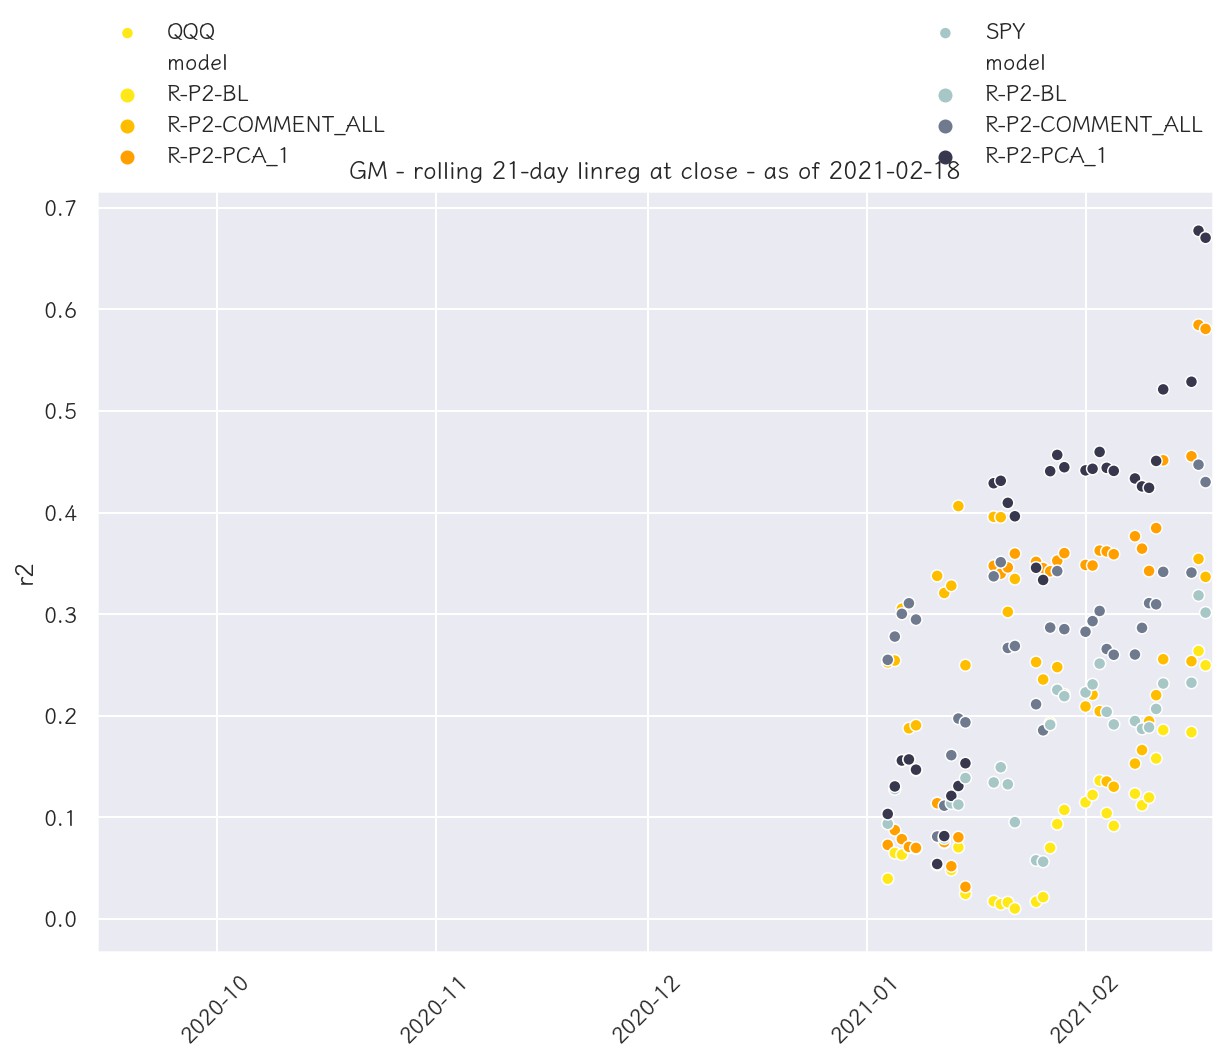 QQQ
model
R-P2-BL
R-P2-COMMENT_ALL
R-P2-PCA_1
SPY
model
R-P2-BL
R-P2-COMMENT_ALL
R-P2-PCA_1
GM - rolling 21-day linreg at close - as of 2021-02-18
0.7
0.6
0.5
0.4
0.3
0.2
0.1
0.0
r2
2020-10
2020-11
2020-12
2021-01
2021-02